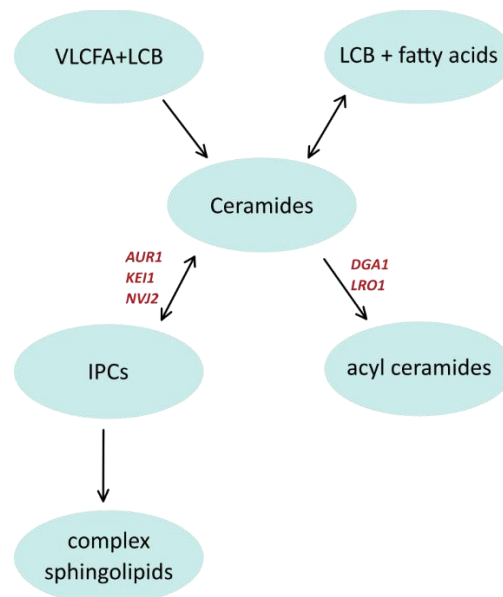 VLCFA+LCB
LCB + fatty acids
Ceramides
AUR1
KEI1
NVJ2
DGA1
LRO1
IPCs
acyl ceramides
complex
sphingolipids